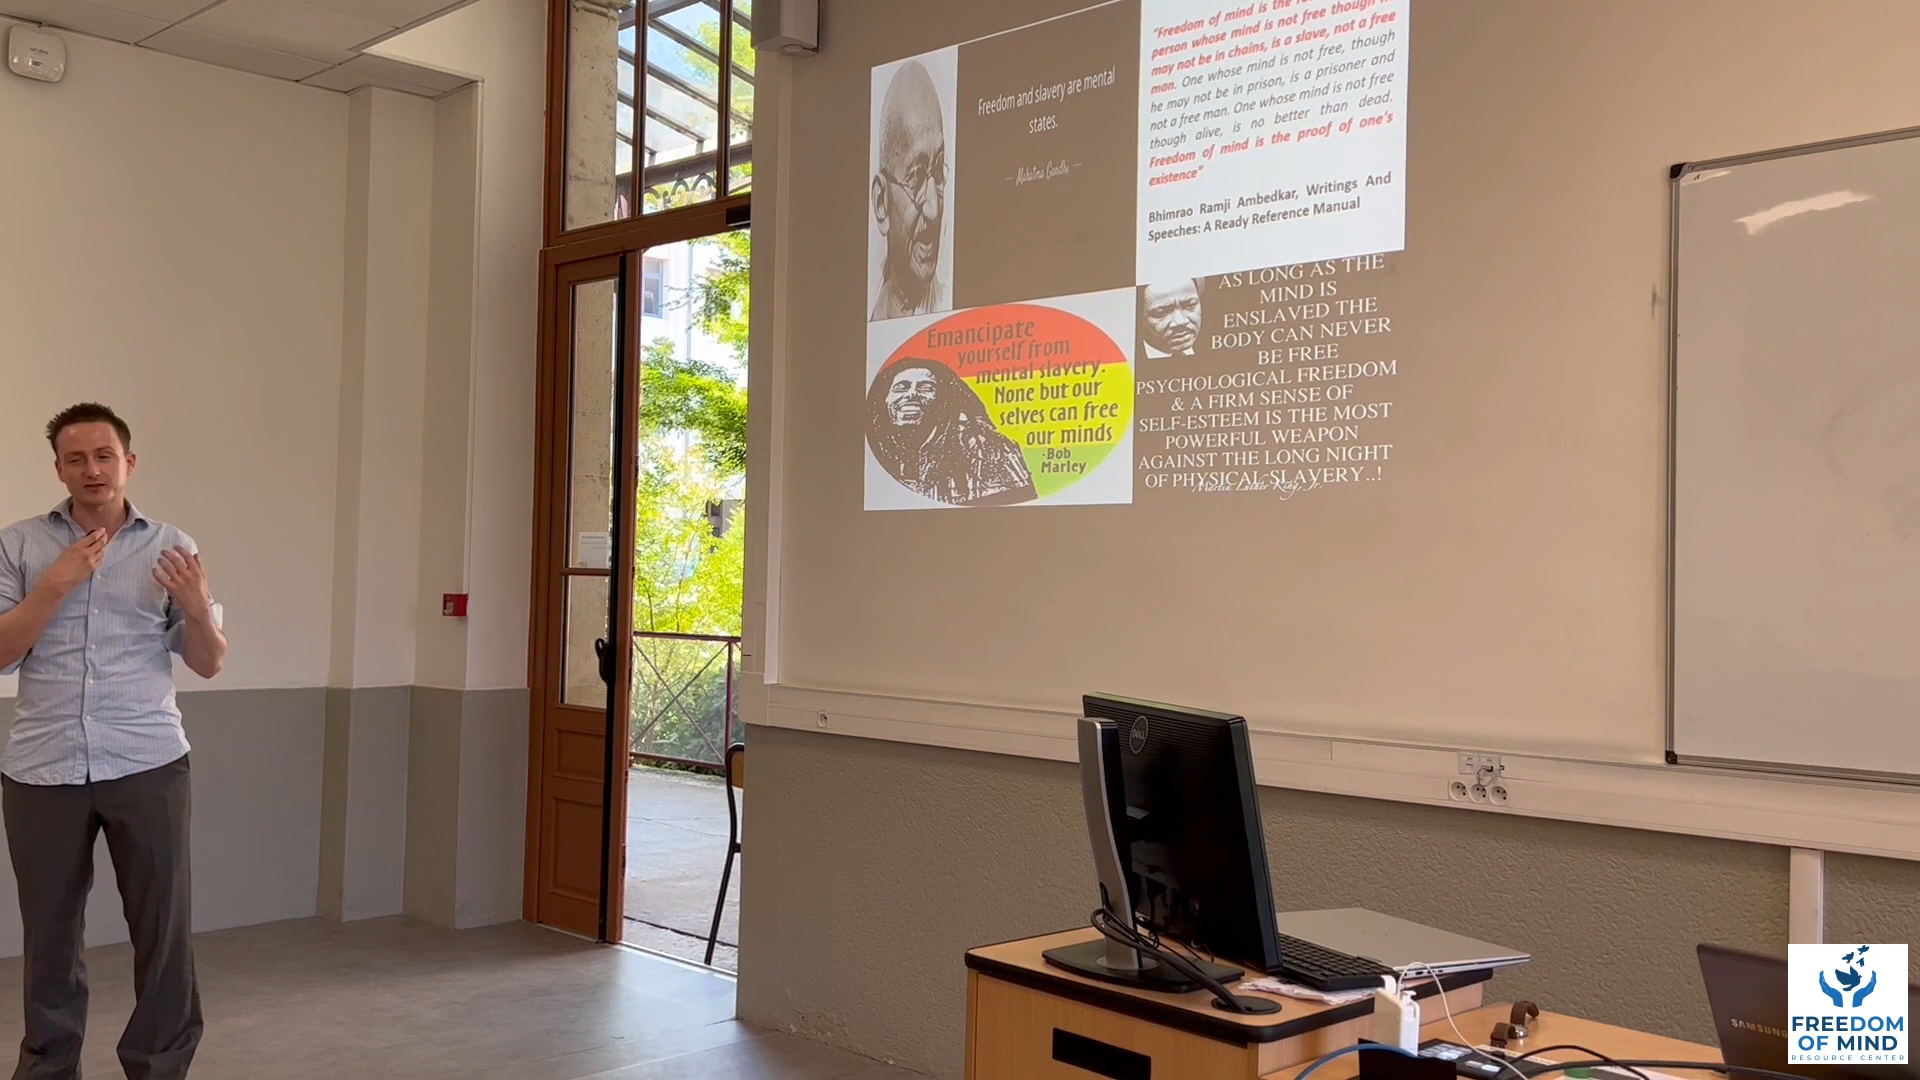 Freedom and slavery are mental
states.
— Mahatma Gandhi —
"Freedom of mind is the
person whose mind is not free though
may not be in chains, is a slave, not a free
man. One whose mind is not free, though
he may not be in prison, is a prisoner and
not a free man. One whose mind is not free
though alive, is no better than dead.
Freedom of mind is the proof of one's
existence"
Bhimrao Ramji Ambedkar, Writings And
Speeches: A Ready Reference Manual
Emancipate
yourself from
mental slavery.
None but our
selves can free
our minds
-Bob
Marley
AS LONG AS THE
MIND IS
ENSLAVED THE
BODY CAN NEVER
BE FREE
PSYCHOLOGICAL FREEDOM
& A FIRM SENSE OF
SELF-ESTEEM IS THE MOST
POWERFUL WEAPON
AGAINST THE LONG NIGHT
OF PHYSICAL SLAVERY..!
Martin Luther King, Jr.
DELL
SAMSUNG
FREEDOM
OF MIND
RESOURCE CENTER